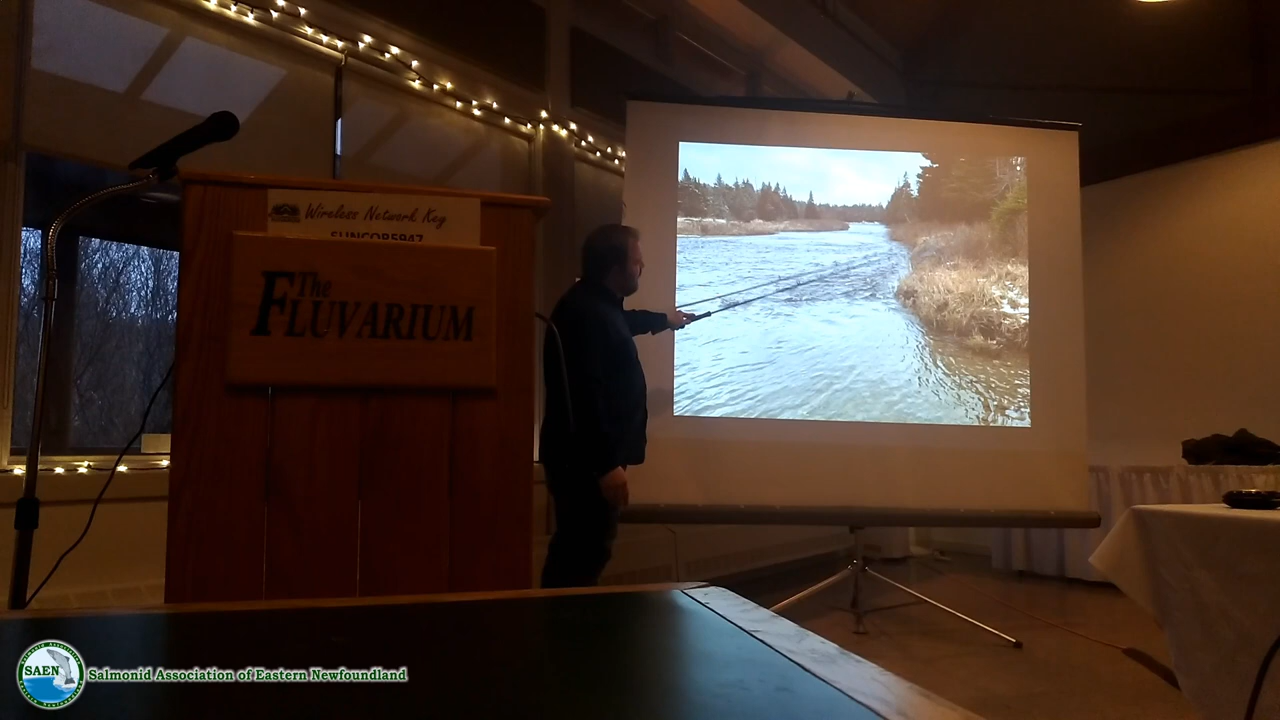 Wireless Network Key
SUNCOR5947
The
FLUVARIUM
SAEN
Salmonid Association of Eastern Newfoundland